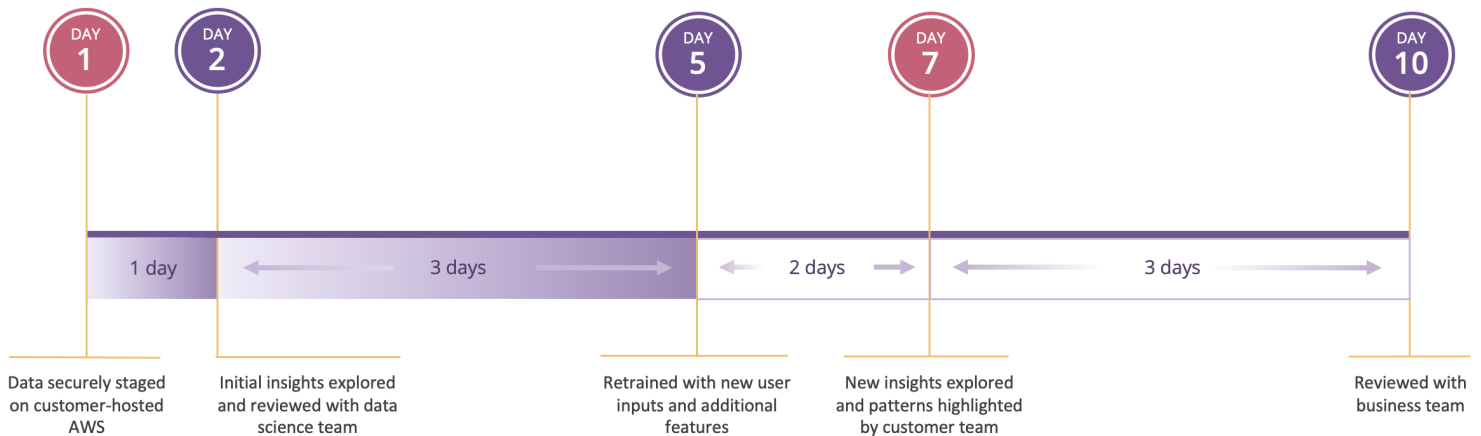 DAY
1
DAY
2
DAY
5
DAY
7
DAY
10
1 day
3 days
2 days
3 days
Data securely staged
on customer-hosted
AWS
Initial insights explored
and reviewed with data
science team
Retrained with new user
inputs and additional
features
New insights explored
and patterns highlighted
by customer team
Reviewed with
business team